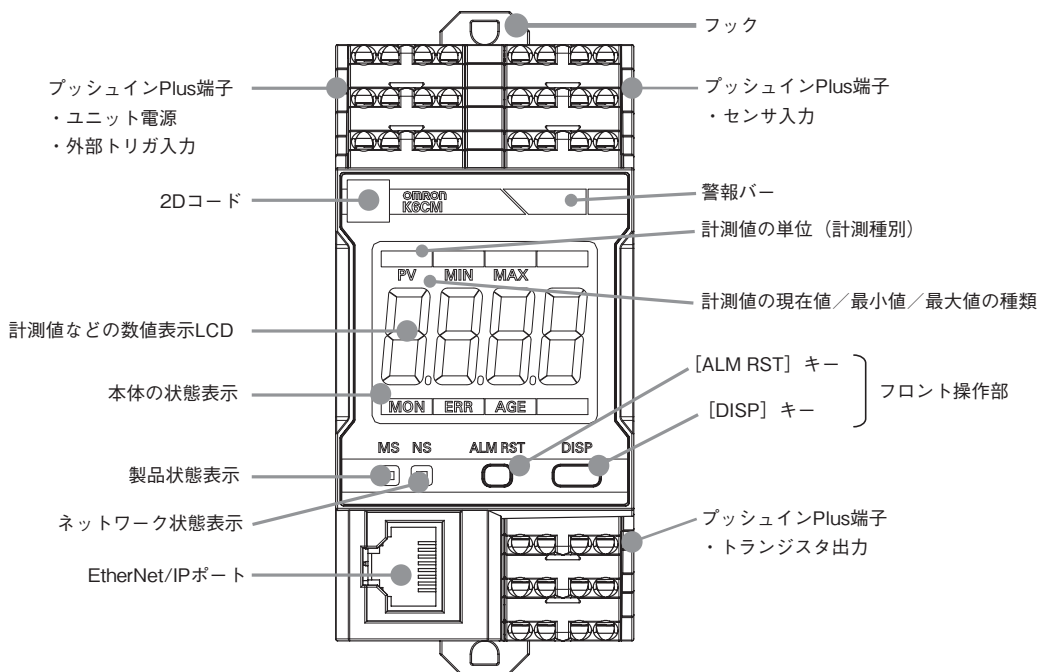 フック
プッシュインPlus端子
・ユニット電源
・外部トリガ入力
プッシュインPlus端子
・センサ入力
2Dコード
omron
K6CM
警報バー
計測値の単位（計測種別）
PV MIN MAX
計測値の現在値／最小値／最大値の種類
計測値などの数値表示LCD
[ALM RST] キー
フロント操作部
[DISP] キー
本体の状態表示
MON ERR AGE
MS NS ALM RST DISP
製品状態表示
ネットワーク状態表示
プッシュインPlus端子
・トランジスタ出力
EtherNet/IPポート